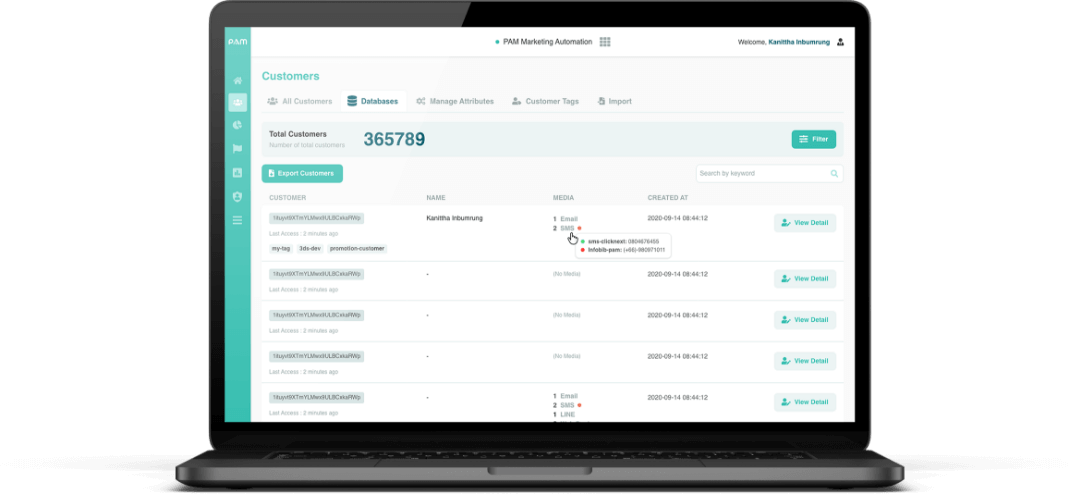 PAM
PAM Marketing Automation
Welcome, Kanittha Inbumrung
Customers
All Customers
Databases
Manage Attributes
Customer Tags
Import
Total Customers
Number of total customers
365789
Filter
Export Customers
Search by keyword
CUSTOMER NAME MEDIA CREATED AT
Kanittha Inbumrung
1 Email
2020-09-14 08:44:12
View Detail
2 SMS
Last Access : 2 minutes ago
my-tag 3ds-dev promotion-customer
sms-clicknext: 0804676455
infobib-pam: (+66)-980971011
- (No Media) 2020-09-14 08:44:12
View Detail
Last Access : 2 minutes ago
- (No Media) 2020-09-14 08:44:12
View Detail
Last Access : 2 minutes ago
- (No Media) 2020-09-14 08:44:12
View Detail
Last Access : 2 minutes ago
- 1 Email 2020-09-14 08:44:12
View Detail
2 SMS
Last Access : 2 minutes ago
1 LINE